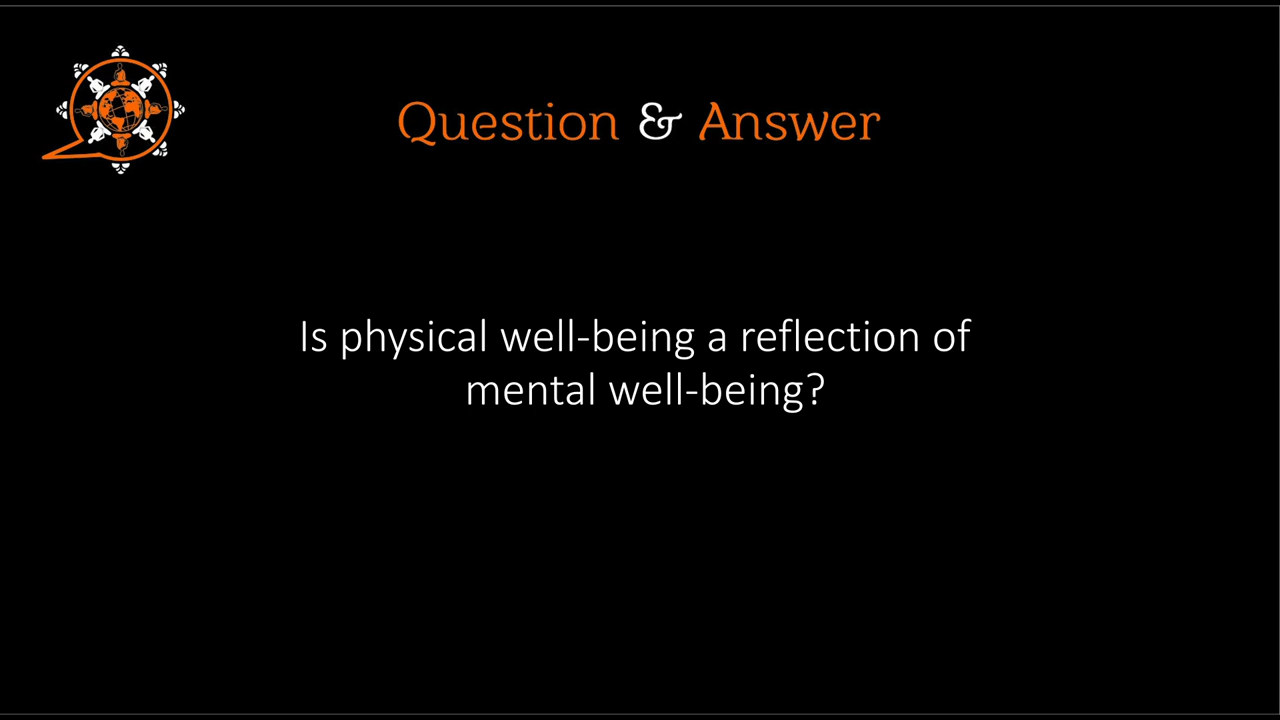 Question & Answer
Is physical well-being a reflection of
mental well-being?